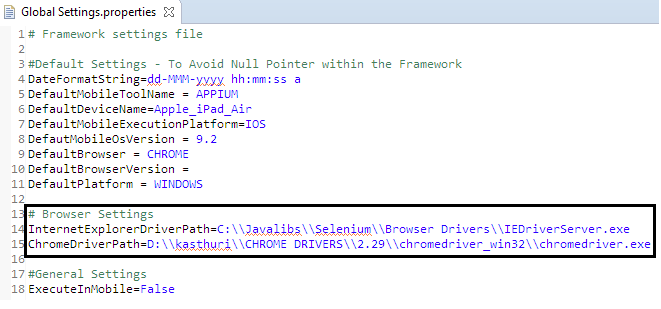 Global Settings.properties
1 # Framework settings file
2
3 #Default Settings - To Avoid Null Pointer within the Framework
4 DateFormatString=dd-MMM-yyyy hh:mm:ss a
5 DefaultMobileToolName = APPIUM
6 DefaultDeviceName=Apple_iPad_Air
7 DefaultMobileExecutionPlatform=IOS
8 DefautMobileOsVersion = 9.2
9 DefaultBrowser = CHROME
10 DefaultBrowserVersion =
11 DefaultPlatform = WINDOWS
12
13 # Browser Settings
14 InternetExplorerDriverPath=C:\\Javalibs\\Selenium\\Browser Drivers\\IEDriverServer.exe
15 ChromeDriverPath=D:\\kasthuri\\CHROME DRIVERS\\2.29\\chromedriver_win32\\chromedriver.exe
16
17 #General Settings
18 ExecuteInMobile=False